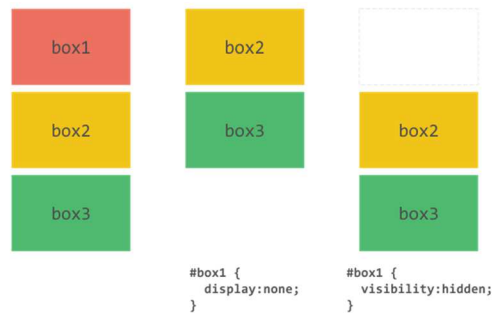 box1
box2
box3
box2
box3
box2
box3
#box1 {
  display:none;
}
#box1 {
  visibility:hidden;
}